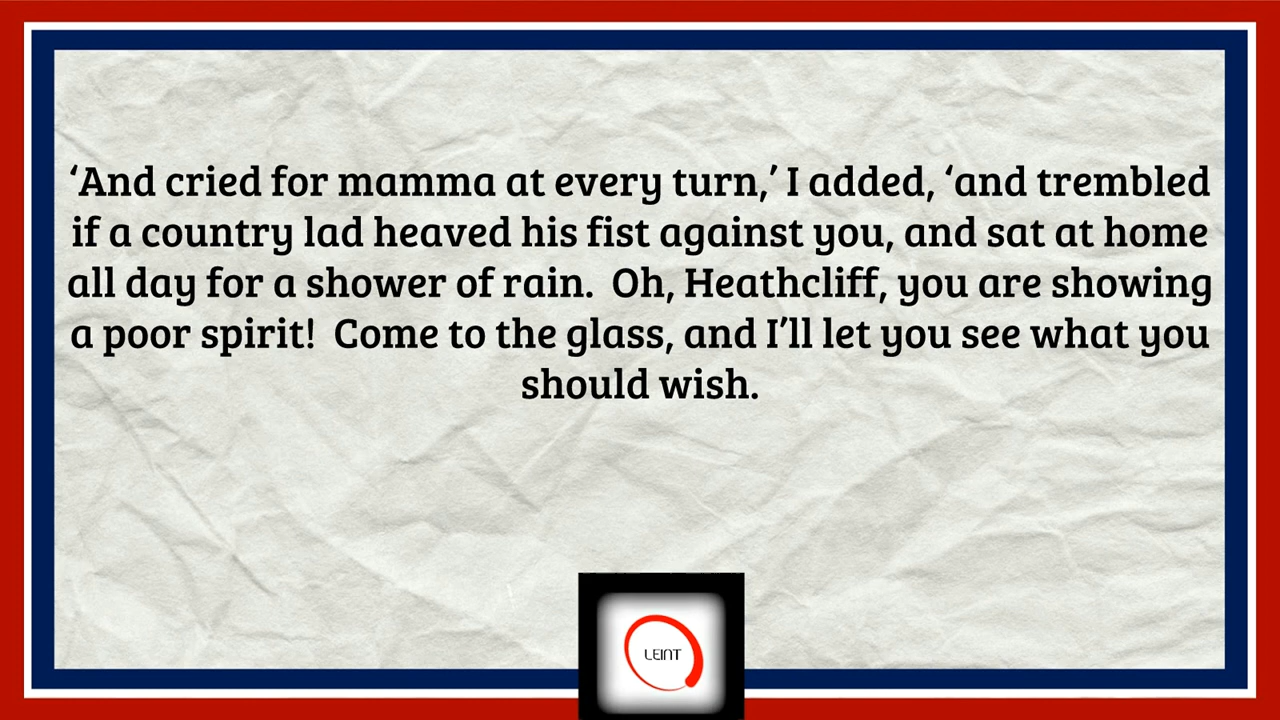 ‘And cried for mamma at every turn,’ I added, ‘and trembled
if a country lad heaved his fist against you, and sat at home
all day for a shower of rain.  Oh, Heathcliff, you are showing
a poor spirit!  Come to the glass, and I’ll let you see what you
should wish.
LEINT